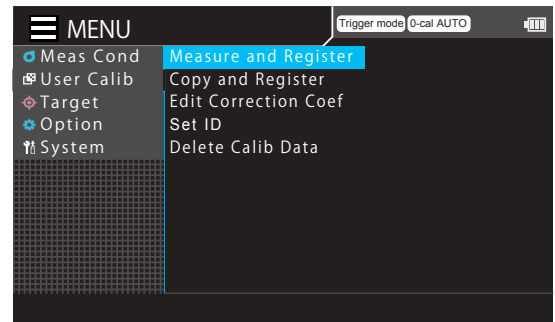 MENU
Trigger mode 0-cal AUTO
Meas Cond
User Calib
Target
Option
System
Measure and Register
Copy and Register
Edit Correction Coef
Set ID
Delete Calib Data